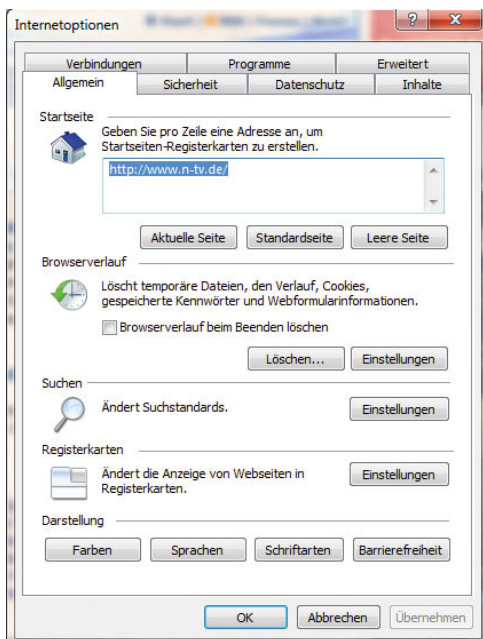 Internetoptionen
Verbindungen Programme Erweitert
Allgemein Sicherheit Datenschutz Inhalte
Startseite
Geben Sie pro Zeile eine Adresse an, um
Startseiten-Registerkarten zu erstellen.
http://www.n-tv.de/
Aktuelle Seite Standardseite Leere Seite
Browserverlauf
Löscht temporäre Dateien, den Verlauf, Cookies,
gespeicherte Kennwörter und Webformularinformationen.
Browserverlauf beim Beenden löschen
Löschen... Einstellungen
Suchen
Ändert Suchstandards.
Einstellungen
Registerkarten
Ändert die Anzeige von Webseiten in
Registerkarten.
Einstellungen
Darstellung
Farben Sprachen Schriftarten Barrierefreiheit
OK Abbrechen Übernehmen